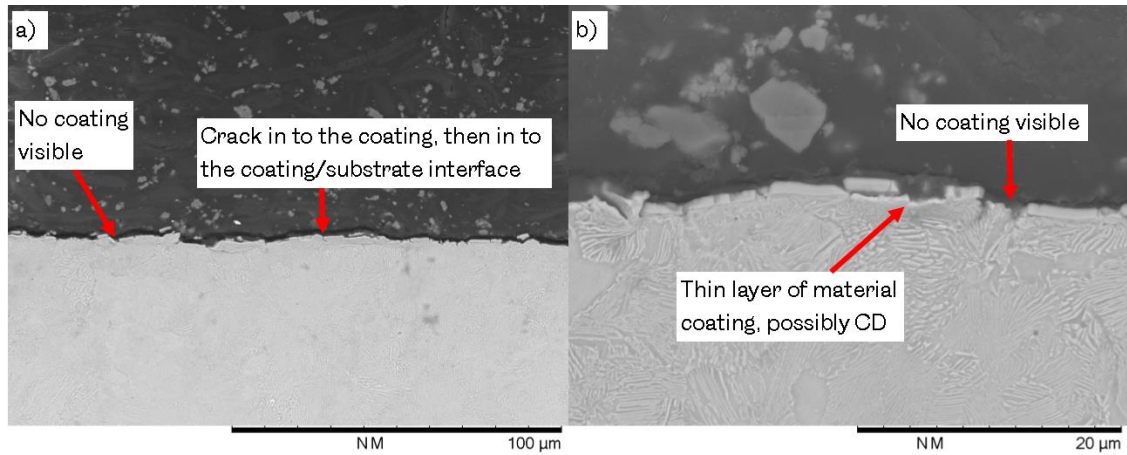 a)
No coating
visible
Crack in to the coating, then in to
the coating/substrate interface
NM
100 µm
b)
No coating visible
Thin layer of material
coating, possibly CD
NM
20 µm